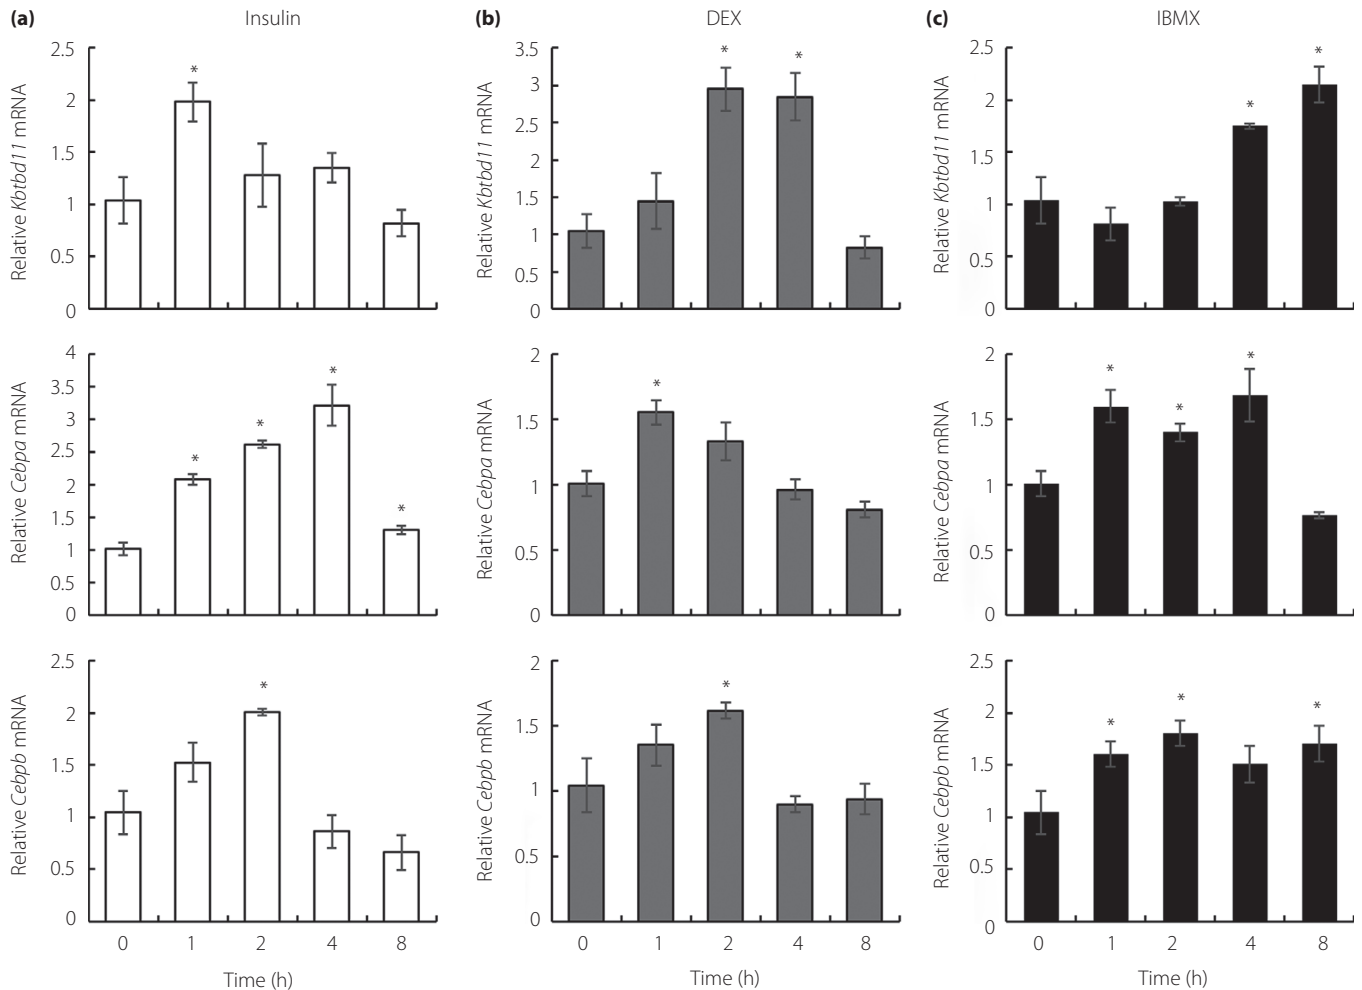 (a) Insulin
(b) DEX
(c) IBMX
Relative Kbtbd11 mRNA
2.5
2
1.5
1
0.5
0
*
Relative Kbtbd11 mRNA
3.5
3
2.5
2
1.5
1
0.5
0
* *
Relative Kbtbd11 mRNA
2.5
2
1.5
1
0.5
0
* *
Relative Cebpa mRNA
4
3.5
3
2.5
2
1.5
1
0.5
0
* * * *
Relative Cebpa mRNA
2
1.5
1
0.5
0
*
Relative Cebpa mRNA
2
1.5
1
0.5
0
* * *
Relative Cebpb mRNA
2.5
2
1.5
1
0.5
0
*
0 1 2 4 8
Time (h)
Relative Cebpb mRNA
2
1.5
1
0.5
0
*
0 1 2 4 8
Time (h)
Relative Cebpb mRNA
2.5
2
1.5
1
0.5
0
* * *
0 1 2 4 8
Time (h)